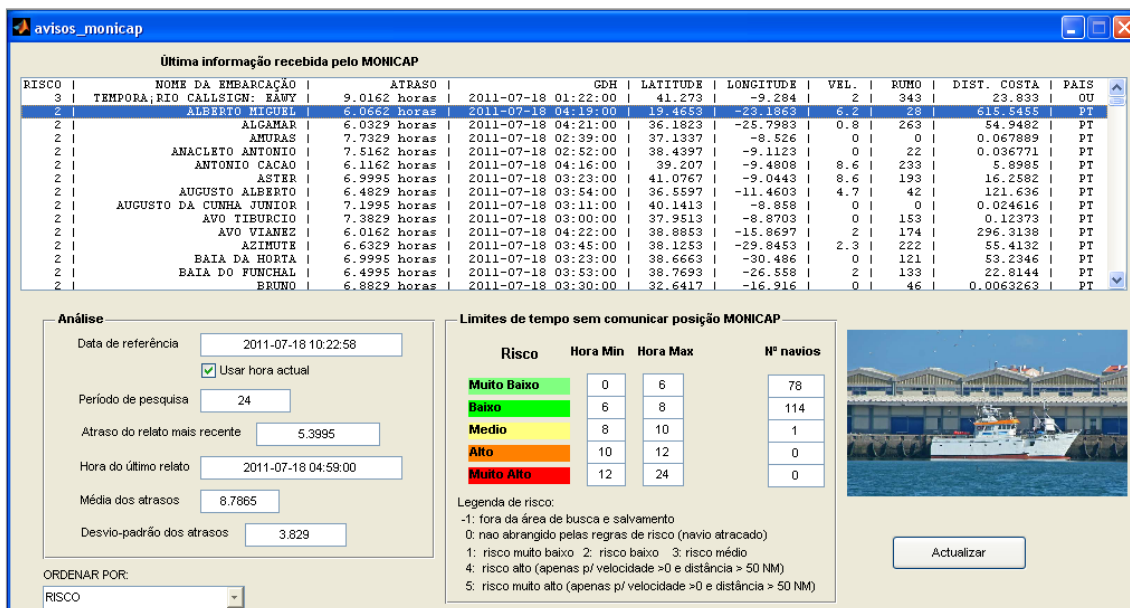 avisos_monicap
Última informação recebida pelo MONICAP
RISCO | NOME DA EMBARCAÇÃO | ATRASO | GDH | LATITUDE | LONGITUDE | VEL. | RUMO | DIST. COSTA | PAIS
3 | TEMPORA;RIO CALLSIGN: EAWY | 9.0162 horas | 2011-07-18 01:22:00 | 41.273 | -9.284 | 2 | 343 | 23.833 | OU
2 | ALBERTO MIGUEL | 6.0662 horas | 2011-07-18 04:19:00 | 19.4653 | -23.1863 | 6.2 | 28 | 615.5455 | PT
2 | ALGAMAR | 6.0329 horas | 2011-07-18 04:21:00 | 36.1823 | -25.7983 | 0.8 | 263 | 54.9482 | PT
2 | AMURAS | 7.7329 horas | 2011-07-18 02:39:00 | 37.1337 | -8.526 | 0 | 0 | 0.067889 | PT
2 | ANACLETO ANTONIO | 7.5162 horas | 2011-07-18 02:52:00 | 38.4397 | -9.1123 | 0 | 22 | 0.036771 | PT
2 | ANTONIO CACAO | 6.1162 horas | 2011-07-18 04:16:00 | 39.207 | -9.4808 | 8.6 | 233 | 5.8985 | PT
2 | ASTER | 6.9995 horas | 2011-07-18 03:23:00 | 41.0767 | -9.0443 | 8.6 | 193 | 16.2582 | PT
2 | AUGUSTO ALBERTO | 6.4829 horas | 2011-07-18 03:54:00 | 36.5597 | -11.4603 | 4.7 | 42 | 121.636 | PT
2 | AUGUSTO DA CUNHA JUNIOR | 7.1995 horas | 2011-07-18 03:11:00 | 40.1413 | -8.858 | 0 | 0 | 0.024616 | PT
2 | AVO TIBURCIO | 7.3829 horas | 2011-07-18 03:00:00 | 37.9513 | -8.8703 | 0 | 153 | 0.12373 | PT
2 | AVO VIANEZ | 6.0162 horas | 2011-07-18 04:22:00 | 38.8853 | -15.8697 | 2 | 174 | 296.3138 | PT
2 | AZIMUTE | 6.6329 horas | 2011-07-18 03:45:00 | 38.1253 | -29.8453 | 2.3 | 222 | 55.4132 | PT
2 | BAIA DA HORTA | 6.9995 horas | 2011-07-18 03:23:00 | 38.6663 | -30.486 | 0 | 121 | 53.2346 | PT
2 | BAIA DO FUNCHAL | 6.4995 horas | 2011-07-18 03:53:00 | 38.7693 | -26.558 | 2 | 133 | 22.8144 | PT
2 | BRUNO | 6.8829 horas | 2011-07-18 03:30:00 | 32.6417 | -16.916 | 0 | 46 | 0.0063263 | PT
Análise
Data de referência 2011-07-18 10:22:58
Usar hora actual
Período de pesquisa 24
Atraso do relato mais recente 5.3995
Hora do último relato 2011-07-18 04:59:00
Média dos atrasos 8.7865
Desvio-padrão dos atrasos 3.829
ORDENAR POR:
RISCO
Limites de tempo sem comunicar posição MONICAP
Risco Hora Min Hora Max Nº navios
Muito Baixo 0 6 78
Baixo 6 8 114
Medio 8 10 1
Alto 10 12 0
Muito Alto 12 24 0
Legenda de risco:
-1: fora da área de busca e salvamento
0: nao abrangido pelas regras de risco (navio atracado)
1: risco muito baixo 2: risco baixo 3: risco médio
4: risco alto (apenas p/ velocidade >0 e distância > 50 NM)
5: risco muito alto (apenas p/ velocidade >0 e distância > 50 NM)
Actualizar